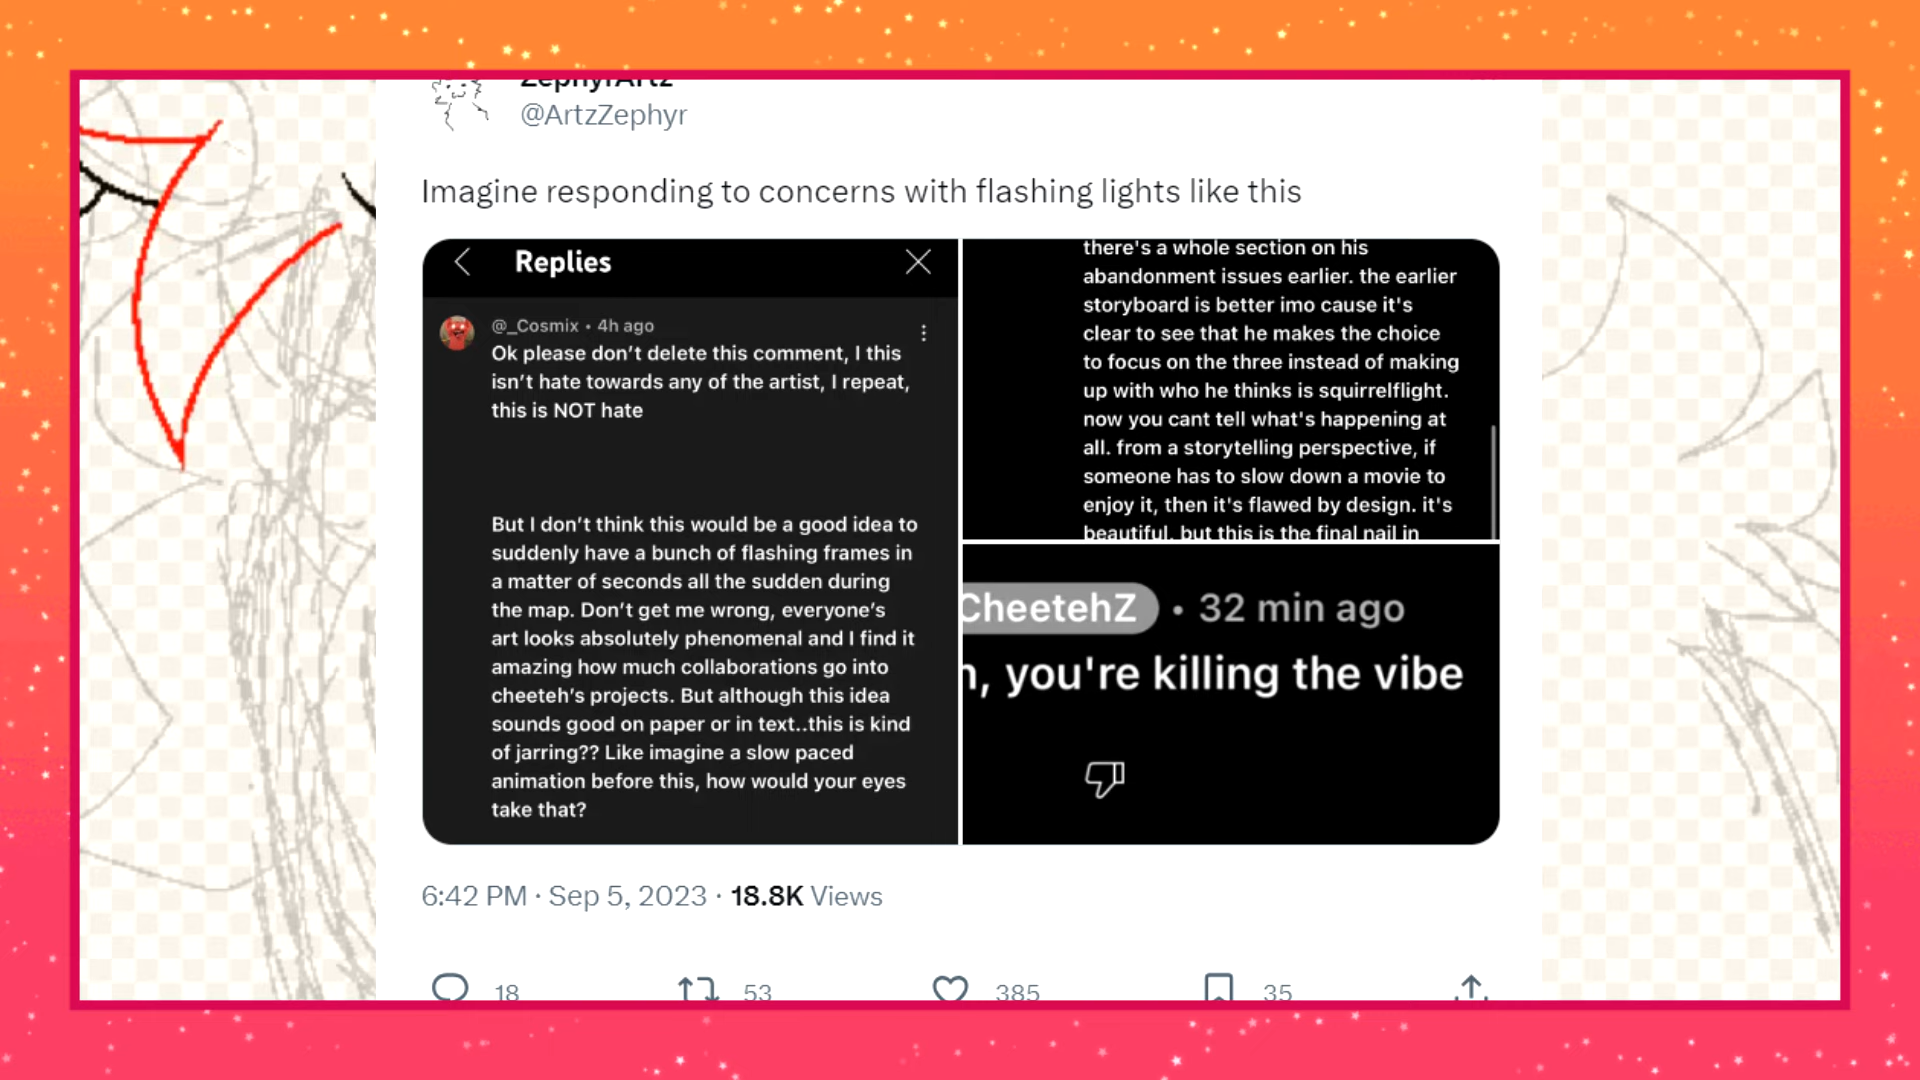 ZephyrArtz
@ArtzZephyr
Imagine responding to concerns with flashing lights like this
Replies
@_Cosmix • 4h ago
Ok please don't delete this comment, I this
isn't hate towards any of the artist, I repeat,
this is NOT hate
But I don't think this would be a good idea to
suddenly have a bunch of flashing frames in
a matter of seconds all the sudden during
the map. Don't get me wrong, everyone's
art looks absolutely phenomenal and I find it
amazing how much collaborations go into
cheeteh's projects. But although this idea
sounds good on paper or in text..this is kind
of jarring?? Like imagine a slow paced
animation before this, how would your eyes
take that?
there's a whole section on his
abandonment issues earlier. the earlier
storyboard is better imo cause it's
clear to see that he makes the choice
to focus on the three instead of making
up with who he thinks is squirrelflight.
now you cant tell what's happening at
all. from a storytelling perspective, if
someone has to slow down a movie to
enjoy it, then it's flawed by design. it's
beautiful, but this is the final nail in
CheetehZ • 32 min ago
, you're killing the vibe
6:42 PM · Sep 5, 2023 · 18.8K Views
18 53 385 35